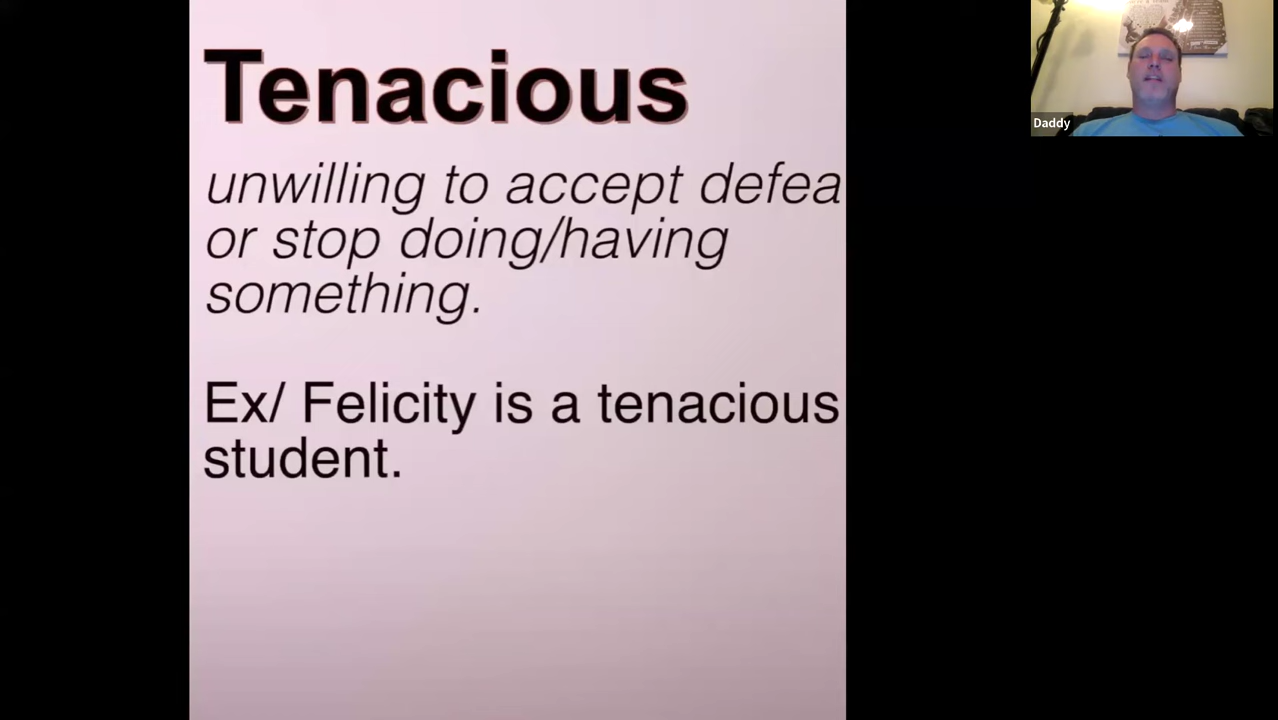 Tenacious
unwilling to accept defea
or stop doing/having
something.
Ex/ Felicity is a tenacious
student.
Daddy